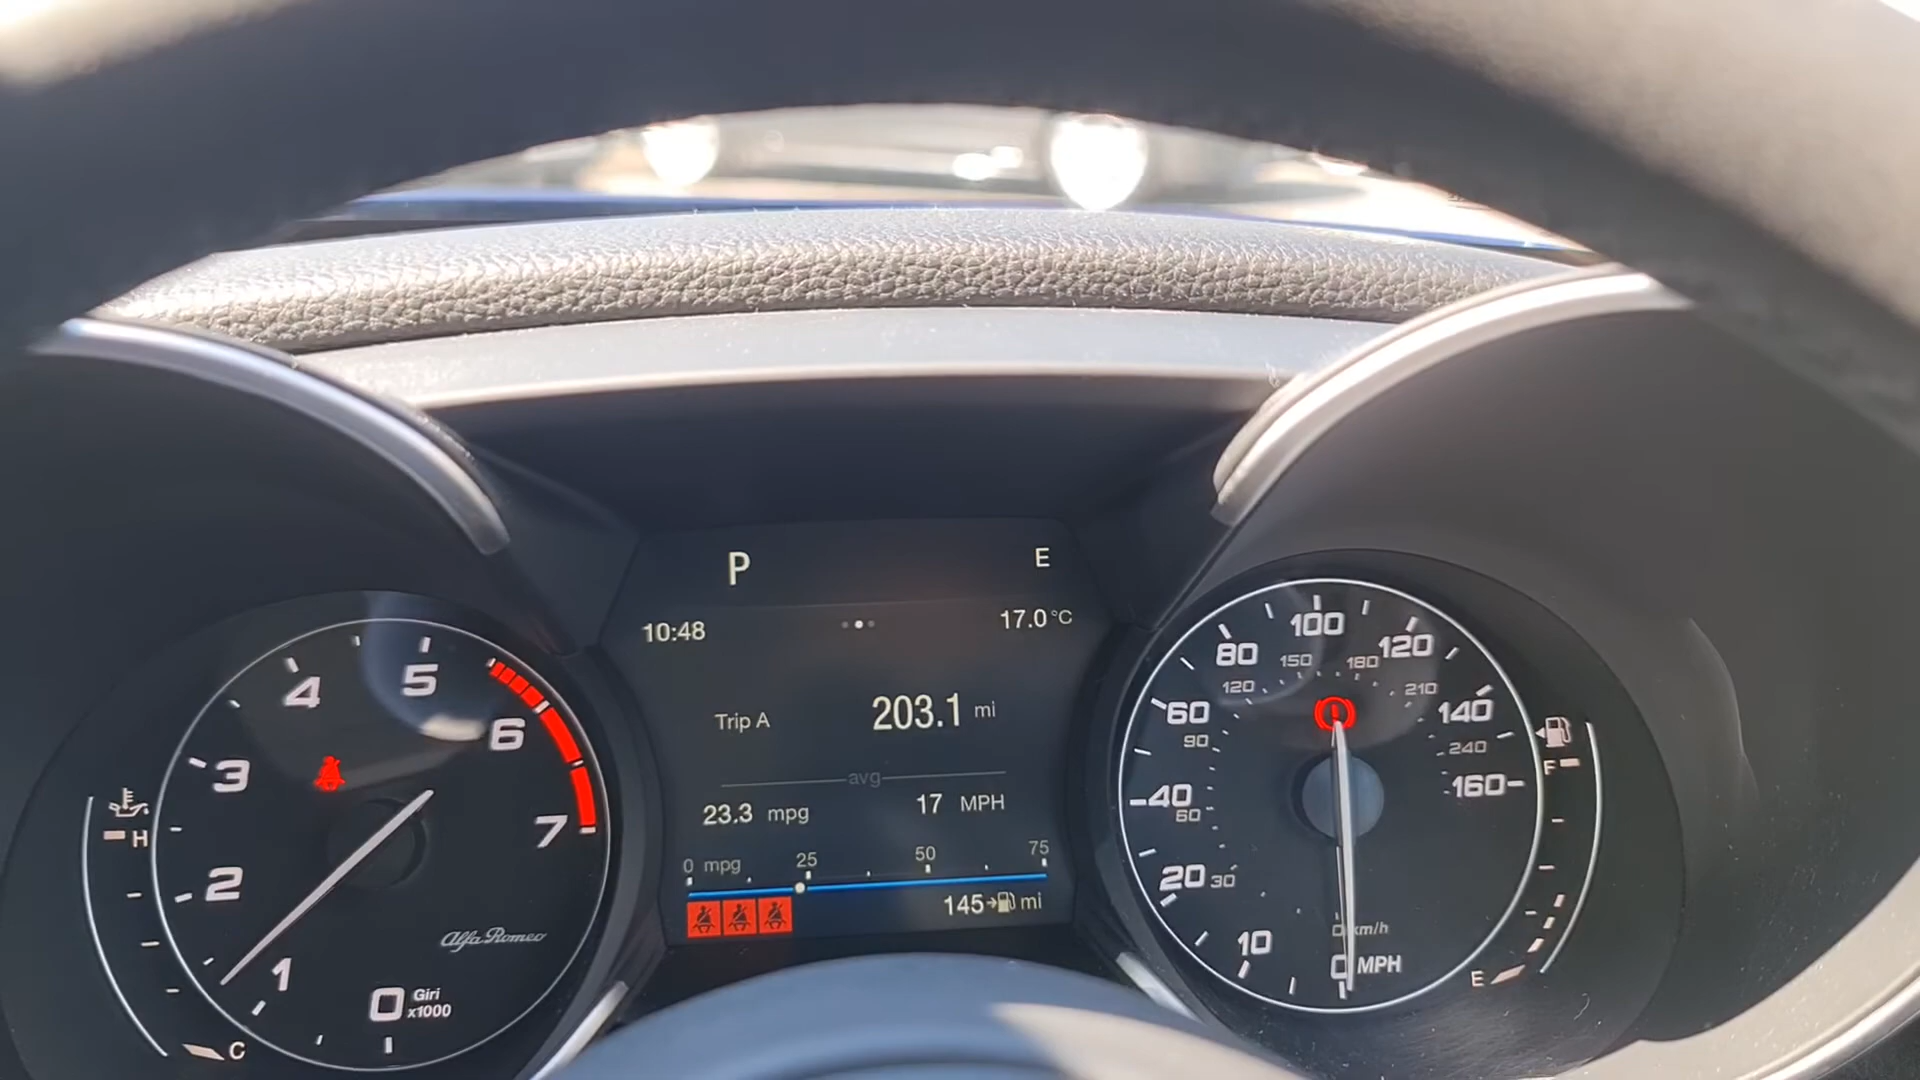 P
E
10:48
17.0 °C
Trip A 203.1 mi
avg
23.3 mpg 17 MPH
0 mpg 25 50 75
145 mi
1
2
3
4
5
6
7
0 Giri x1000
Alfa Romeo
H
C
0 MPH
10
20
40
60
80
100
120
140
160
0 km/h
30
60
90
120
150
180
210
240
F
E